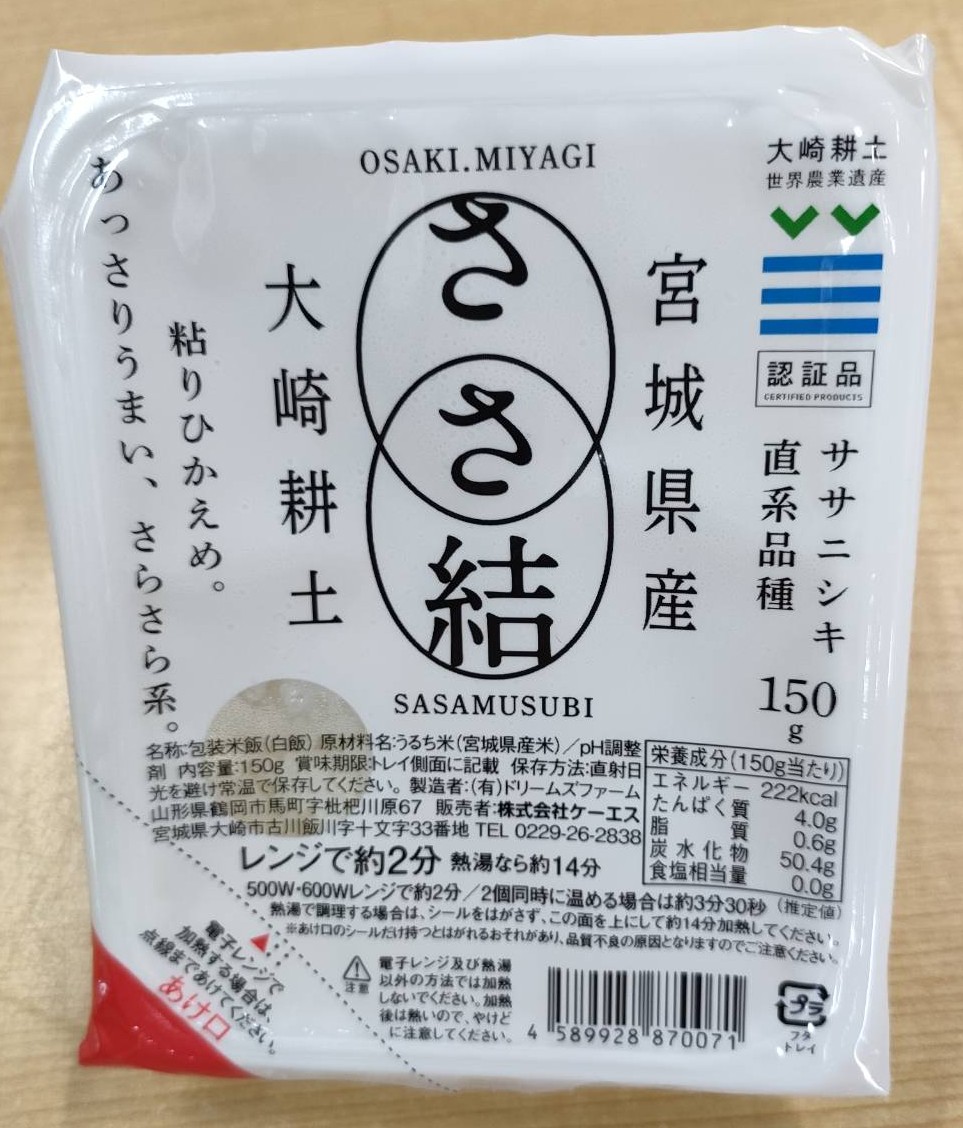 OSAKI.MIYAGI
大崎耕土
世界農業遺産
認証品
CERTIFIED PRODUCTS
ササニシキ
直系品種
150g
宮城県産
ささ結
大崎耕土
SASAMUSUBI
粘りひかえめ。
あっさりうまい、さらさら系。
名称:包装米飯(白飯) 原材料名:うるち米(宮城県産米)/pH調整
剤 内容量:150g 賞味期限:トレイ側面に記載 保存方法:直射日
光を避け常温で保存してください。 製造者:(有)ドリームズファーム
山形県鶴岡市馬町字枇杷川原67 販売者:株式会社ケーエス
宮城県大崎市古川飯川字十文字33番地 TEL 0229-26-2838
栄養成分(150g当たり)
エネルギー 222kcal
たんぱく質 4.0g
脂質 0.6g
炭水化物 50.4g
食塩相当量 0.0g
(推定値)
レンジで約2分 熱湯なら約14分
500W・600Wレンジで約2分/2個同時に温める場合は約3分30秒
熱湯で調理する場合は、シールをはがさず、この面を上にして約14分加熱してください。
※あけ口のシールだけ持つとはがれるおそれがあり、品質不良の原因となりますのでご注意ください。
電子レンジで
加熱する場合は、
点線まであけてください。
あけ口
注意
電子レンジ及び熱湯
以外の方法では加熱
しないでください。加熱
後は熱いので、やけど
に注意してください。
4 589928 870071
プラ
フタ
トレイ